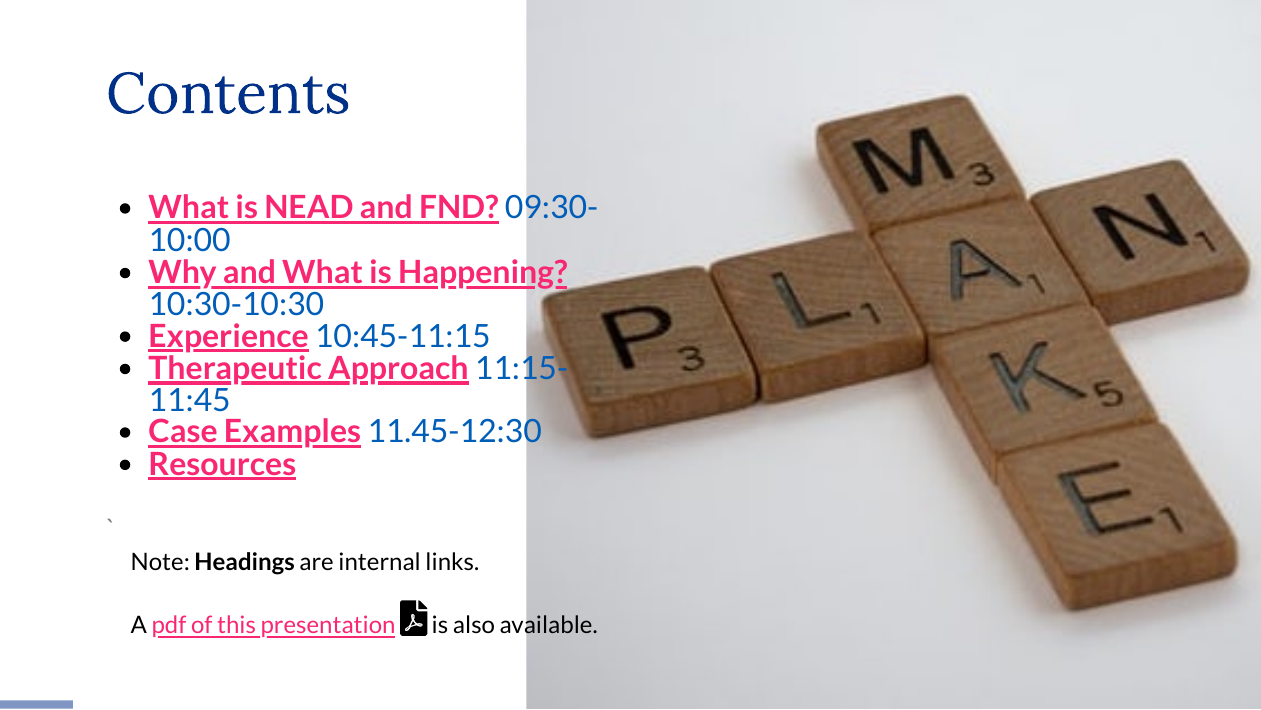 Contents
What is NEAD and FND? 09:30-
10:00
Why and What is Happening?
10:30-10:30
Experience 10:45-11:15
Therapeutic Approach 11:15-
11:45
Case Examples 11.45-12:30
Resources
`
Note: Headings are internal links.
A pdf of this presentation is also available.
M3
P3 L1 A1 N1
K5
E1